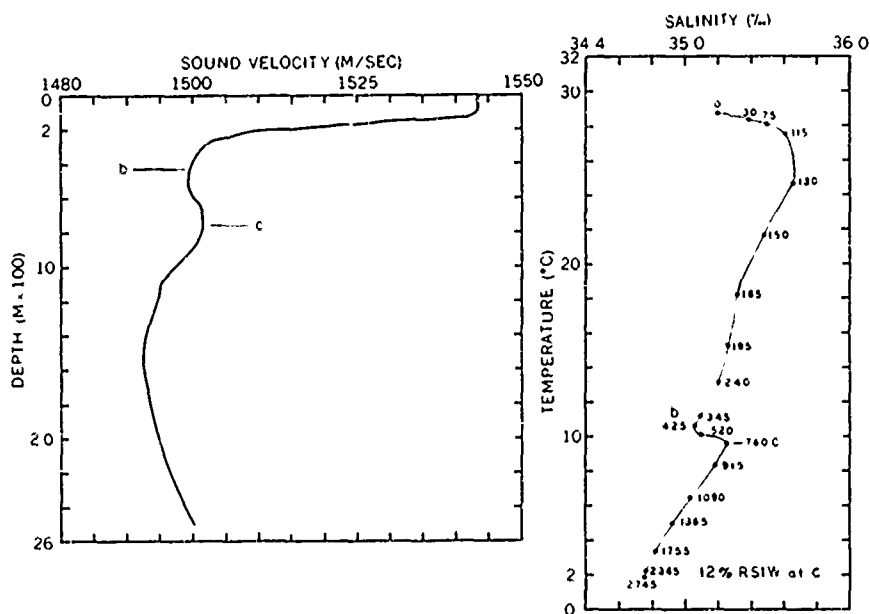 SOUND VELOCITY (M/SEC)
1480 1500 1525 1550
0
2
10
20
26
DEPTH (M x 100)
b
c
SALINITY (‰)
34 4 35 0 36 0
32
30
20
10
2
0
TEMPERATURE (°C)
0
30
75
115
130
150
165
195
240
b
345
425
520
760 C
915
1090
1365
1755
2345
2745
12% RSIW at C